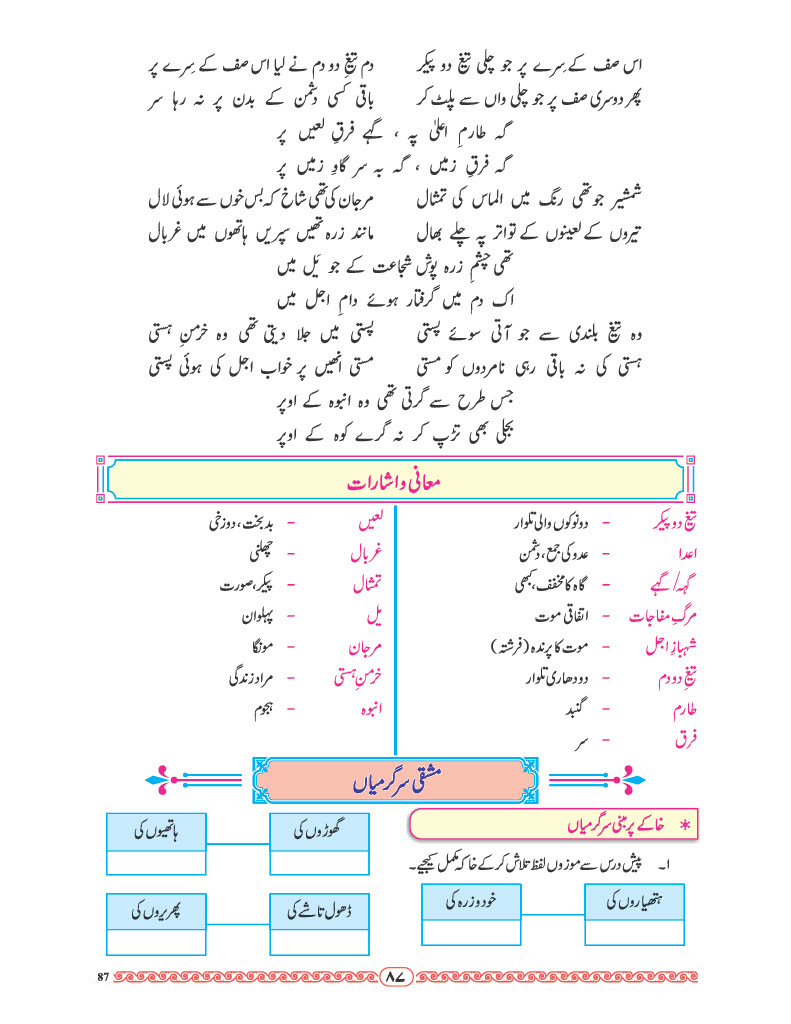 اس صف کے سِرے پر جو چلی تیغِ دو پیکر دم تیغِ دو دم نے لیا اس صف کے سِرے پر
پھر دوسری صف پر جو چلی واں سے پلٹ کر باقی کسی دشمن کے بدن پر نہ رہا سر
گہ طارمِ اعلیٰ پہ ، گہے فرقِ لعیں پر
گہ فرقِ زمیں ، گہ بہ سر گاوِ زمیں پر
شمشیر جو تھی رنگ میں الماس کی تمثال مرجان کی تھی شاخ کہ بس خوں سے ہوئی لال
تیروں کے لعینوں کے تواتر پہ چلے بھال مانند زرہ تھیں سپریں ہاتھوں میں غربال
تھی چشمِ زرہ پوش شجاعت کے جو یَل میں
اک دم میں گرفتار ہوئے دامِ اجل میں
وہ تیغ بلندی سے جو آتی سوئے پستی پستی میں جلا دیتی تھی وہ خرمنِ ہستی
ہستی کی نہ باقی رہی نامردوں کو مستی مستی انھیں پر خواب اجل کی ہوئی پستی
جس طرح سے گرتی تھی وہ انبوہ کے اوپر
بجلی بھی تڑپ کر نہ گرے کوہ کے اوپر
معانی و اشارات
تیغ دو پیکر – دونوکوں والی تلوار
اعدا – عدو کی جمع، دشمن
گہہ/گہے – گاہ کا مخفف، کبھی
مرگِ مفاجات – اتفاقی موت
شہبازِ اجل – موت کا پرندہ (فرشتہ)
تیغِ دو دم – دو دھاری تلوار
طارم – گنبد
فرق – سر
لعیں – بدبخت، دوزخی
غربال – چھلنی
تمثال – پیکر، صورت
یل – پہلوان
مرجان – مونگا
خرمنِ ہستی – مراد زندگی
انبوہ – ہجوم
مشقی سرگرمیاں
* خاکے پر مبنی سرگرمیاں
۱۔ پیش درس سے موزوں لفظ تلاش کر کے خاکہ مکمل کیجیے۔
ہتھیاروں کی خود و زرہ کی
گھوڑوں کی ہاتھیوں کی
ڈھول تاشے کی پھریروں کی
۸۷
87